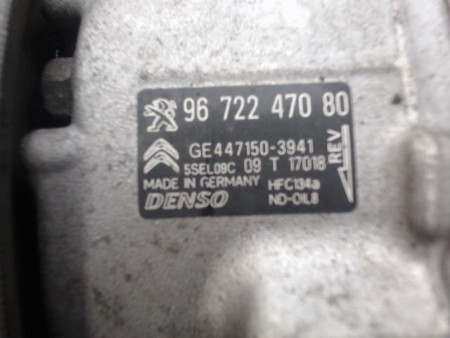 96 722 470 80
GE447150-3941
5SEL09C 09 T 17018
MADE IN GERMANY HFC134a
DENSO ND-OIL8
REV